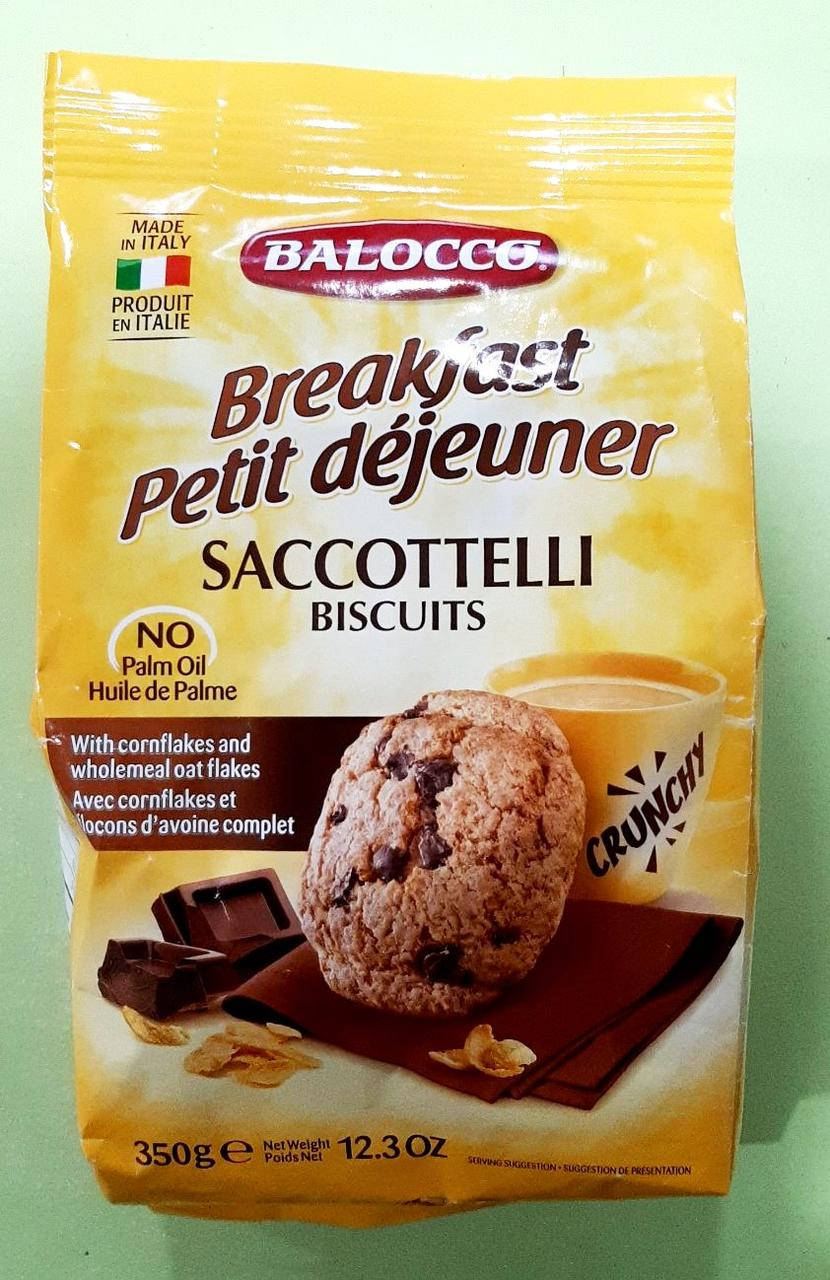 MADE
IN ITALY
PRODUIT
EN ITALIE
BALOCCO®
Breakfast
Petit déjeuner
SACCOTTELLI
BISCUITS
NO
Palm Oil
Huile de Palme
With cornflakes and
wholemeal oat flakes
Avec cornflakes et
flocons d'avoine complet
CRUNCHY
350g e Net Weight 12.3 OZ
Poids Net
SERVING SUGGESTION • SUGGESTION DE PRÉSENTATION